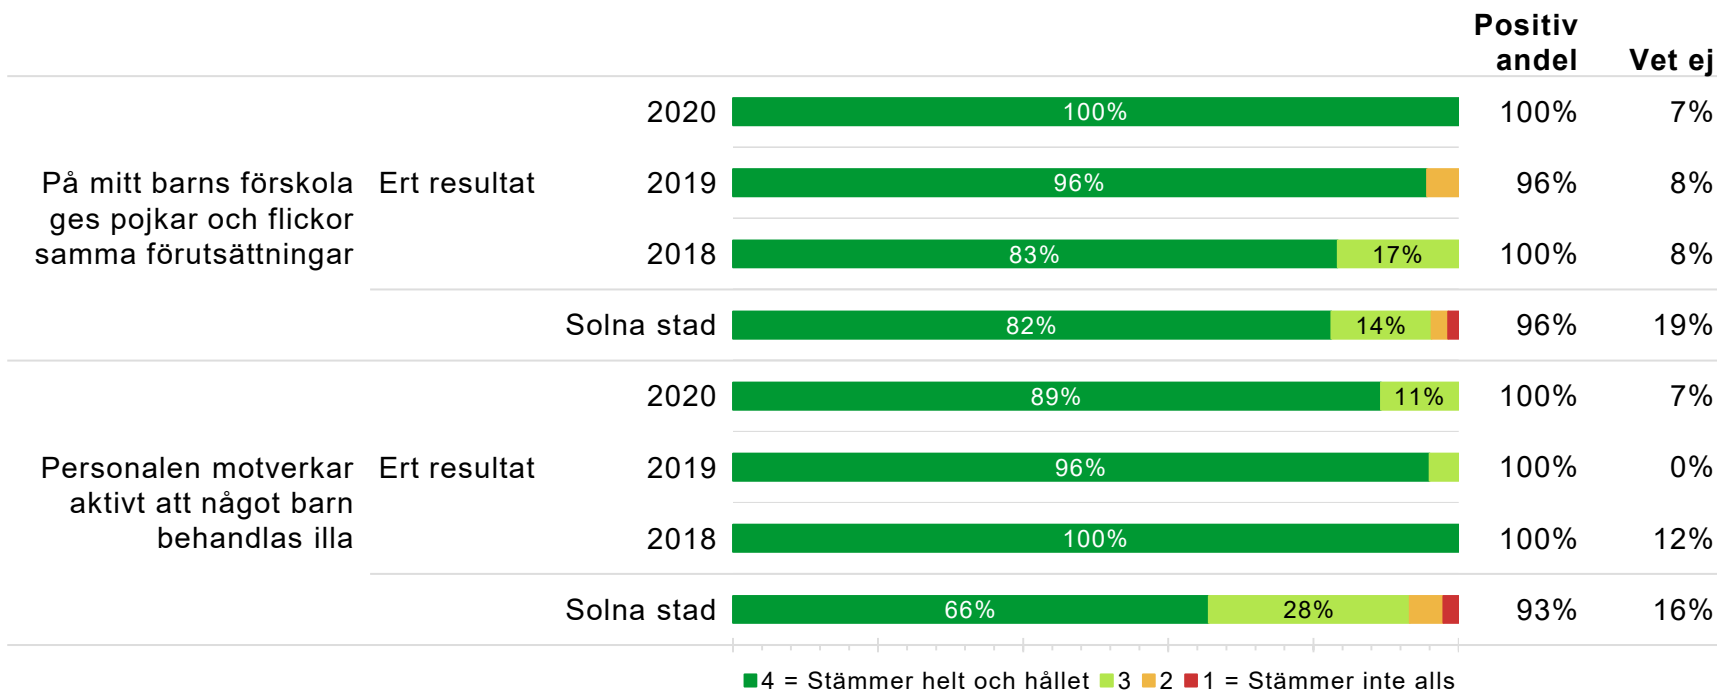 Positiv
andel Vet ej
2020 100% 100% 7%
På mitt barns förskola Ert resultat 2019 96% 96% 8%
ges pojkar och flickor
samma förutsättningar 2018 83% 17% 100% 8%
Solna stad 82% 14% 96% 19%
2020 89% 11% 100% 7%
Personalen motverkar Ert resultat 2019 96% 100% 0%
aktivt att något barn
behandlas illa 2018 100% 100% 12%
Solna stad 66% 28% 93% 16%
4 = Stämmer helt och hållet 3 2 1 = Stämmer inte alls